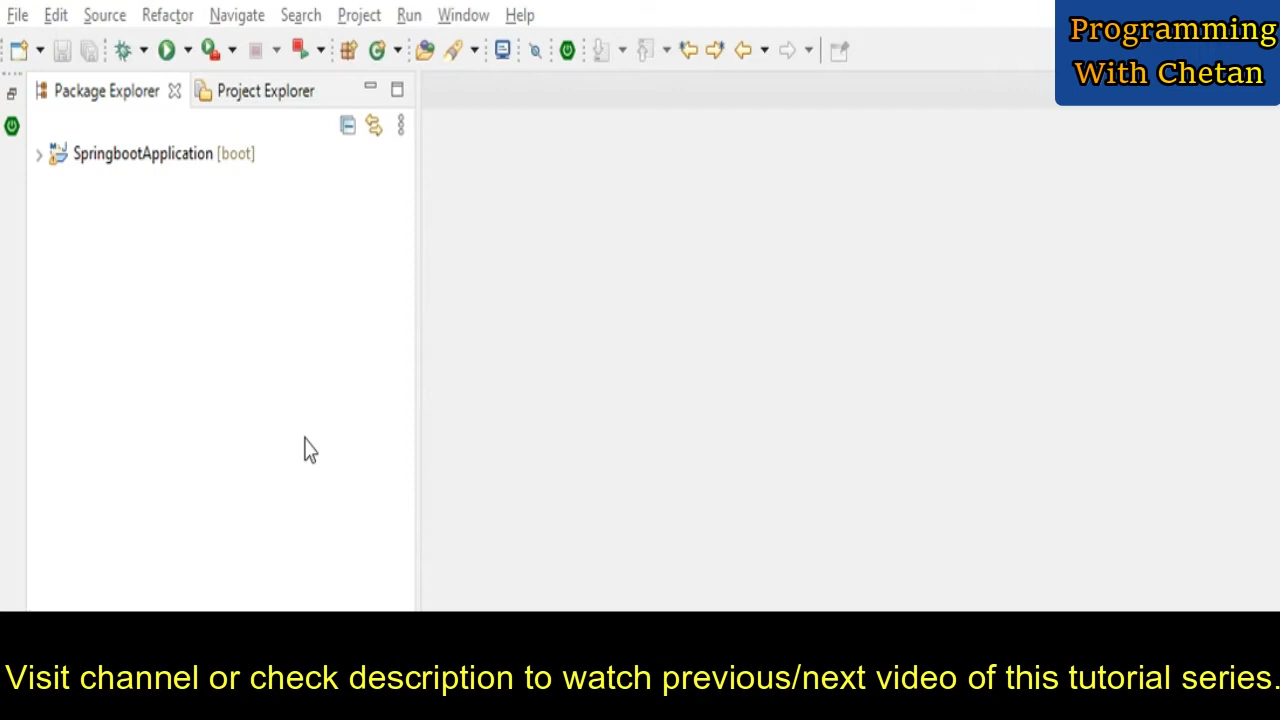 File Edit Source Refactor Navigate Search Project Run Window Help
Programming
With Chetan
Package Explorer Project Explorer
SpringbootApplication [boot]
Visit channel or check description to watch previous/next video of this tutorial series.